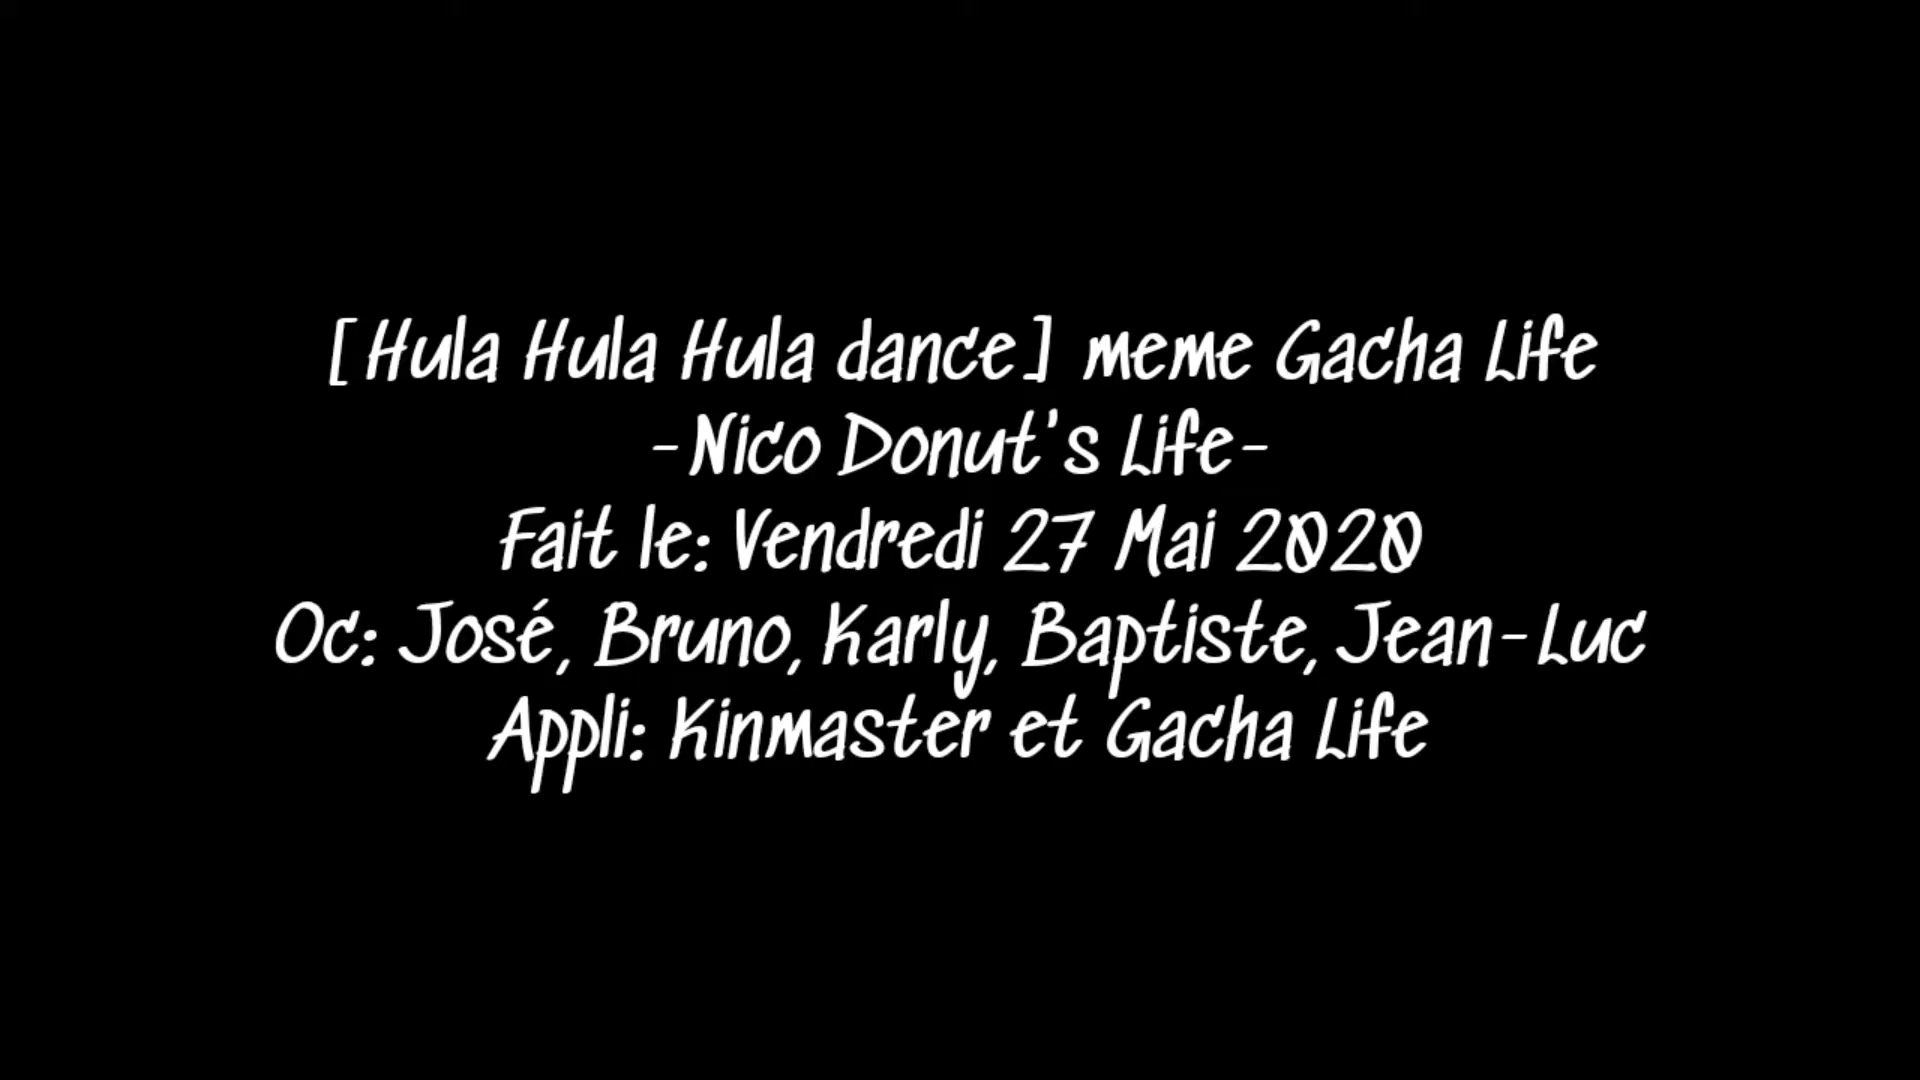 [Hula Hula Hula dance] meme Gacha Life
-Nico Donut's Life-
Fait le: Vendredi 27 Mai 2020
Oc: José, Bruno, Karly, Baptiste, Jean-Luc
Appli: Kinmaster et Gacha Life